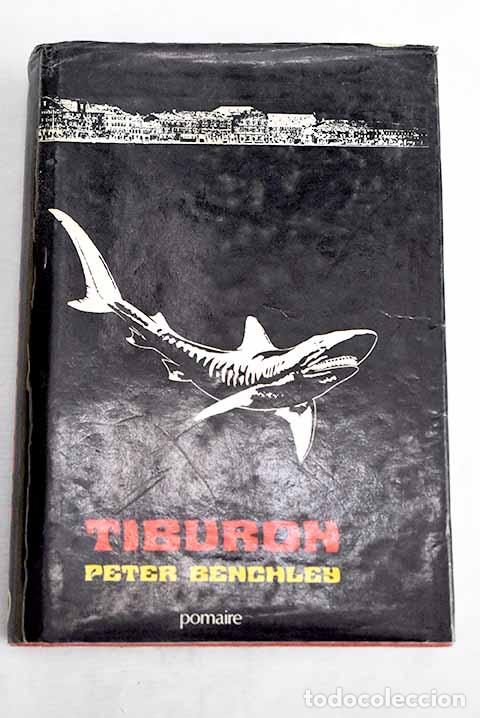 TIBURON
PETER BENCHLEY
pomaire
todocoleccion